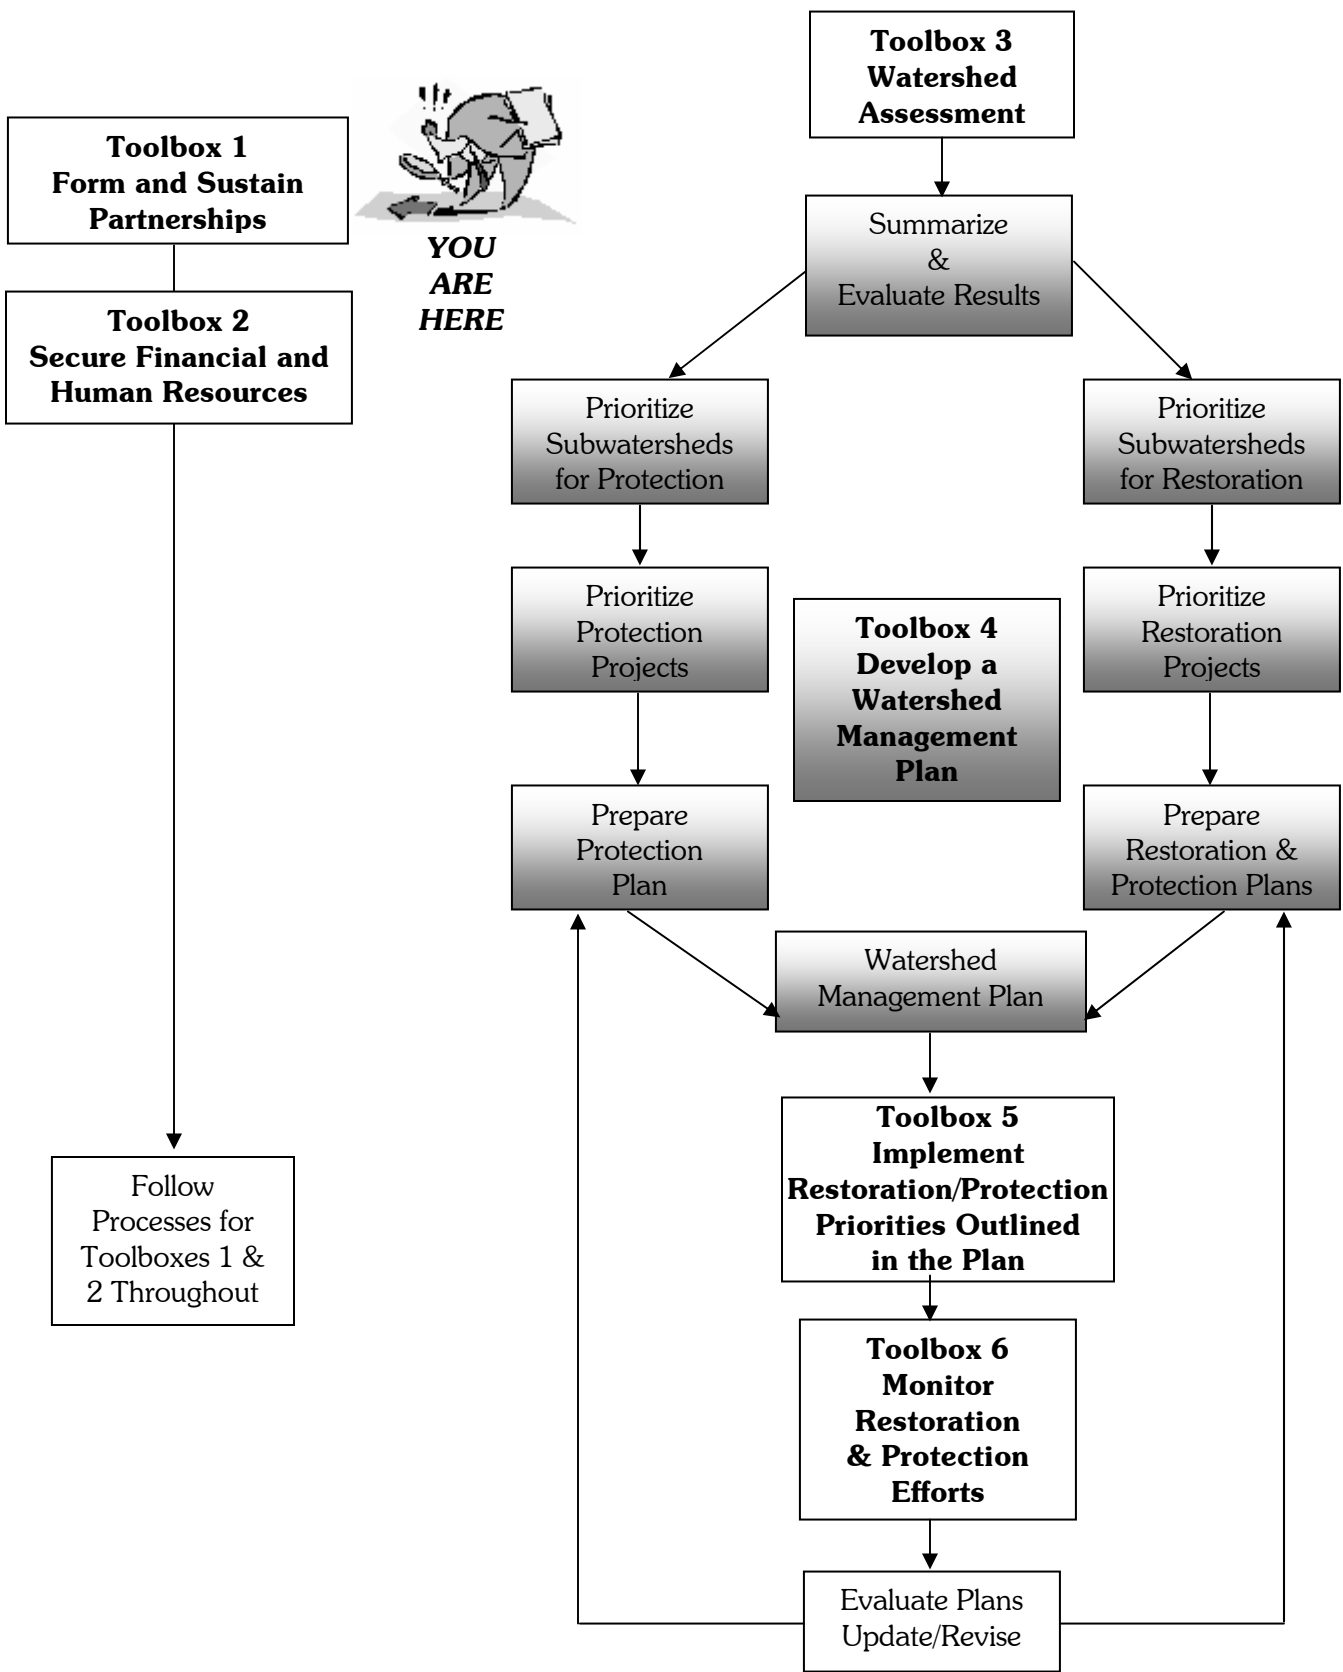 Toolbox 1
Form and Sustain
Partnerships
YOU
ARE
HERE
Toolbox 2
Secure Financial and
Human Resources
Follow
Processes for
Toolboxes 1 &
2 Throughout
Toolbox 3
Watershed
Assessment
Summarize
&
Evaluate Results
Prioritize
Subwatersheds
for Protection
Prioritize
Subwatersheds
for Restoration
Prioritize
Protection
Projects
Toolbox 4
Develop a
Watershed
Management
Plan
Prioritize
Restoration
Projects
Prepare
Protection
Plan
Prepare
Restoration &
Protection Plans
Watershed
Management Plan
Toolbox 5
Implement
Restoration/Protection
Priorities Outlined
in the Plan
Toolbox 6
Monitor
Restoration
& Protection
Efforts
Evaluate Plans
Update/Revise